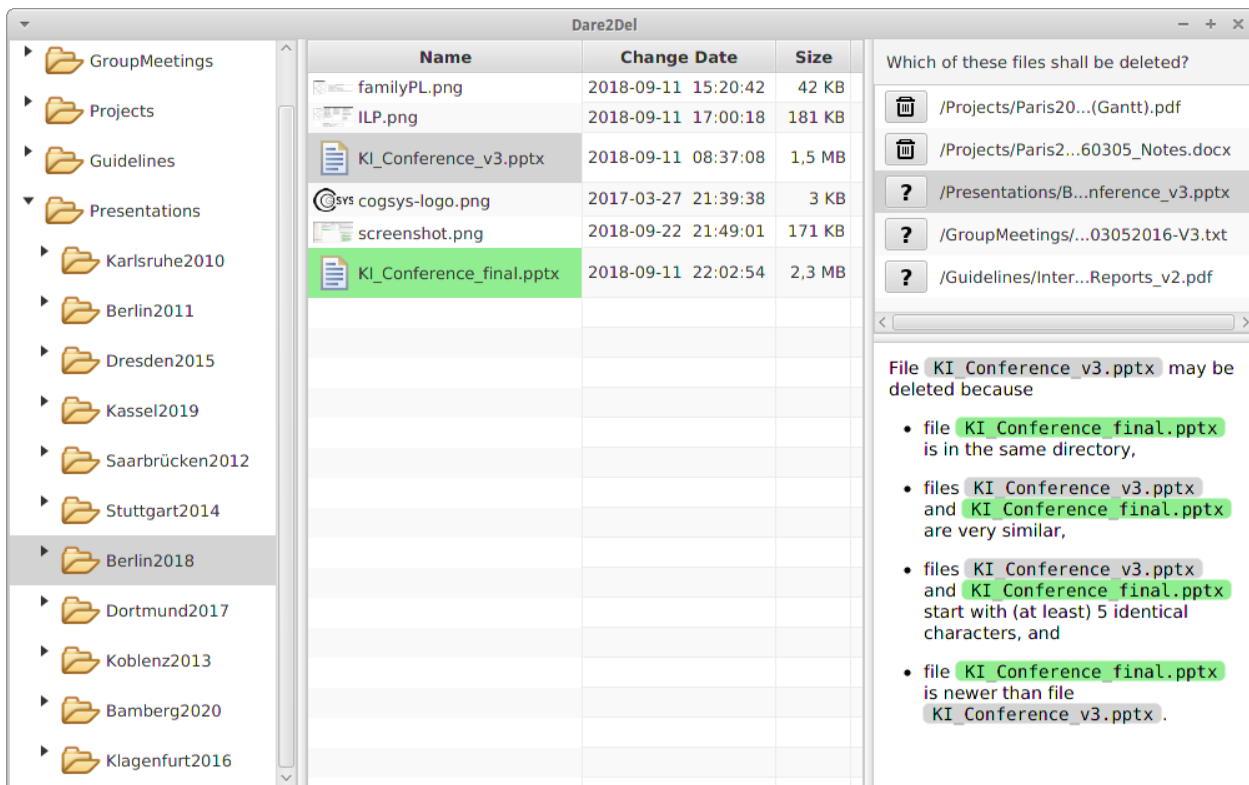 Dare2Del
GroupMeetings
Projects
Guidelines
Presentations
Karlsruhe2010
Berlin2011
Dresden2015
Kassel2019
Saarbrücken2012
Stuttgart2014
Berlin2018
Dortmund2017
Koblenz2013
Bamberg2020
Klagenfurt2016
Name Change Date Size
familyPL.png 2018-09-11 15:20:42 42 KB
ILP.png 2018-09-11 17:00:18 181 KB
KI_Conference_v3.pptx 2018-09-11 08:37:08 1,5 MB
sys cogsys-logo.png 2017-03-27 21:39:38 3 KB
screenshot.png 2018-09-22 21:49:01 171 KB
KI_Conference_final.pptx 2018-09-11 22:02:54 2,3 MB
Which of these files shall be deleted?
/Projects/Paris20...(Gantt).pdf
/Projects/Paris2...60305_Notes.docx
? /Presentations/B...nference_v3.pptx
? /GroupMeetings/...03052016-V3.txt
? /Guidelines/Inter...Reports_v2.pdf
File KI_Conference_v3.pptx may be
deleted because
• file KI_Conference_final.pptx
is in the same directory,
• files KI_Conference_v3.pptx
and KI_Conference_final.pptx
are very similar,
• files KI_Conference_v3.pptx
and KI_Conference_final.pptx
start with (at least) 5 identical
characters, and
• file KI_Conference_final.pptx
is newer than file
KI_Conference_v3.pptx.